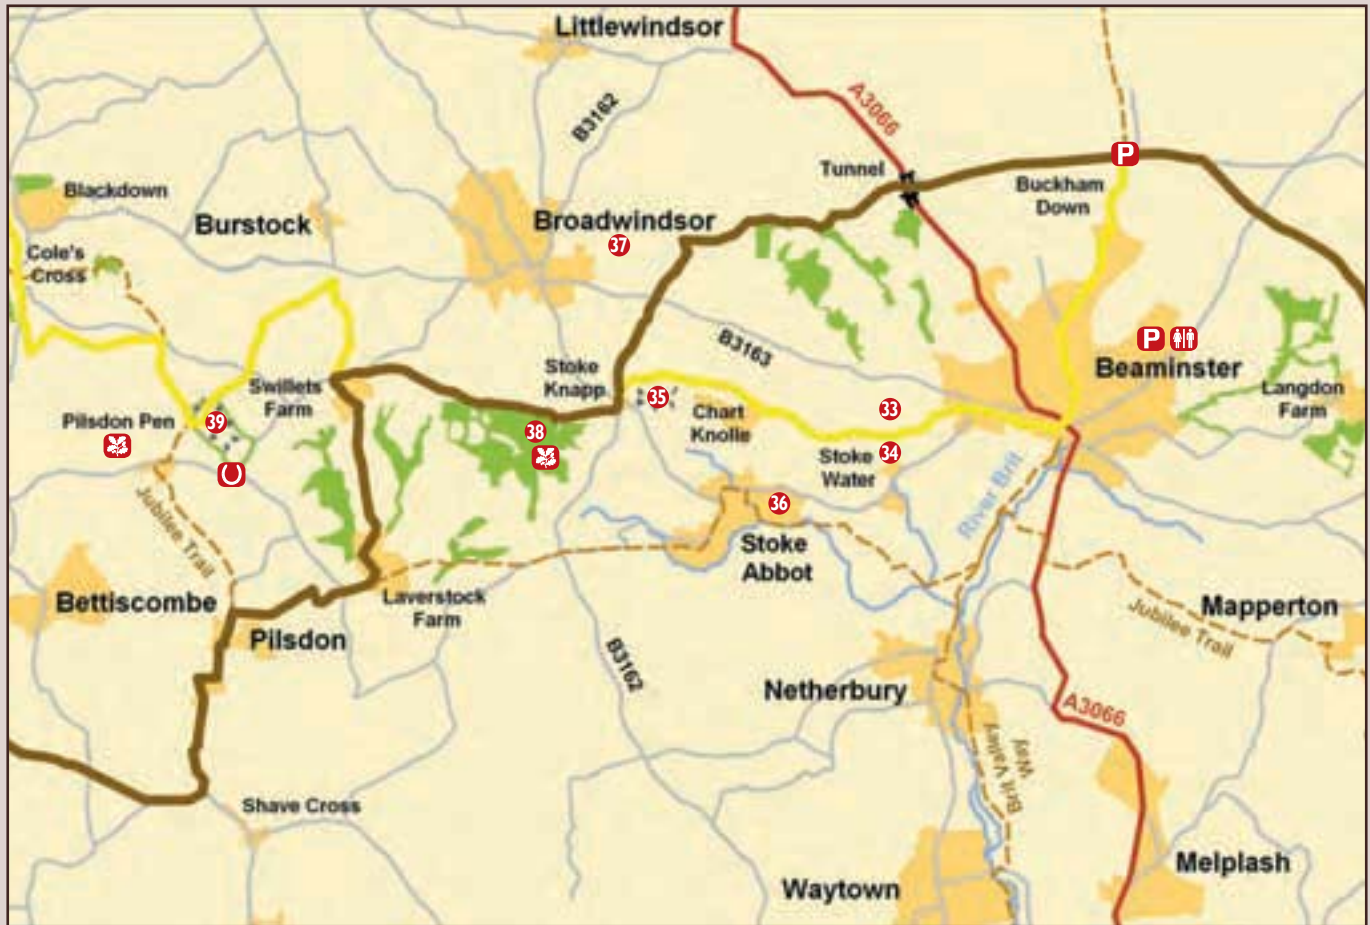 Littlewindsor
A3066
B3162
Tunnel
P
Buckham
Down
Blackdown
Burstock
Broadwindsor
37
Cole's
Cross
B3163
P
Beaminster
Stoke
Knapp
Swillets
Farm
35
Chart
Knolle
33
Langdon
Farm
Pilsdon Pen
39
38
Stoke
Water
34
36
River Brit
Jubilee Trail
Stoke
Abbot
Bettiscombe
Laverstock
Farm
Pilsdon
Mapperton
Jubilee Trail
B3162
Netherbury
A3066
Brit Valley
Way
Shave Cross
Melplash
Waytown